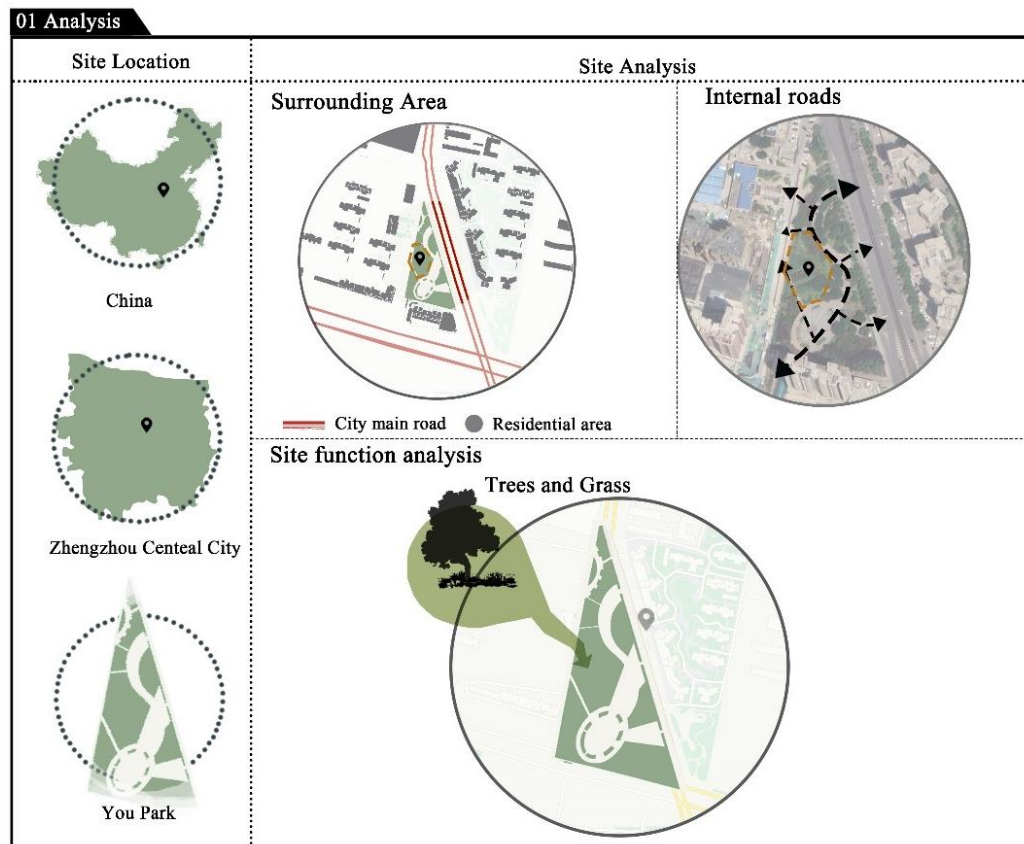 01 Analysis
Site Location
Site Analysis
China
Zhengzhou Centeal City
You Park
Surrounding Area
City main road
Residential area
Internal roads
Site function analysis
Trees and Grass